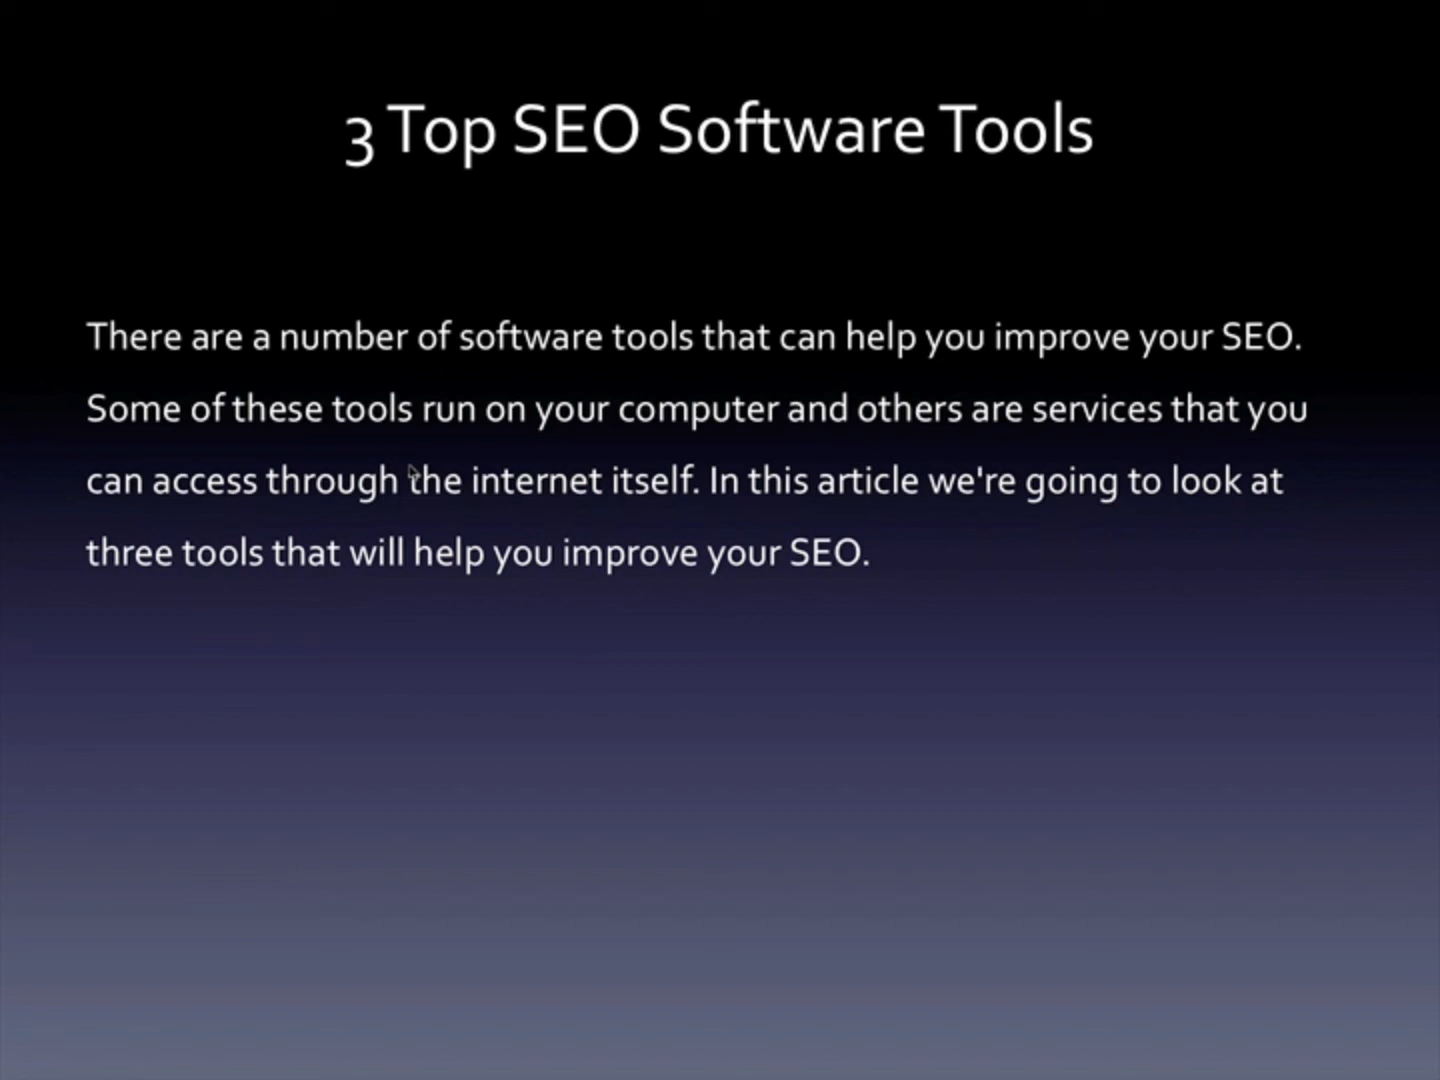 3 Top SEO Software Tools
There are a number of software tools that can help you improve your SEO.
Some of these tools run on your computer and others are services that you
can access through the internet itself. In this article we're going to look at
three tools that will help you improve your SEO.